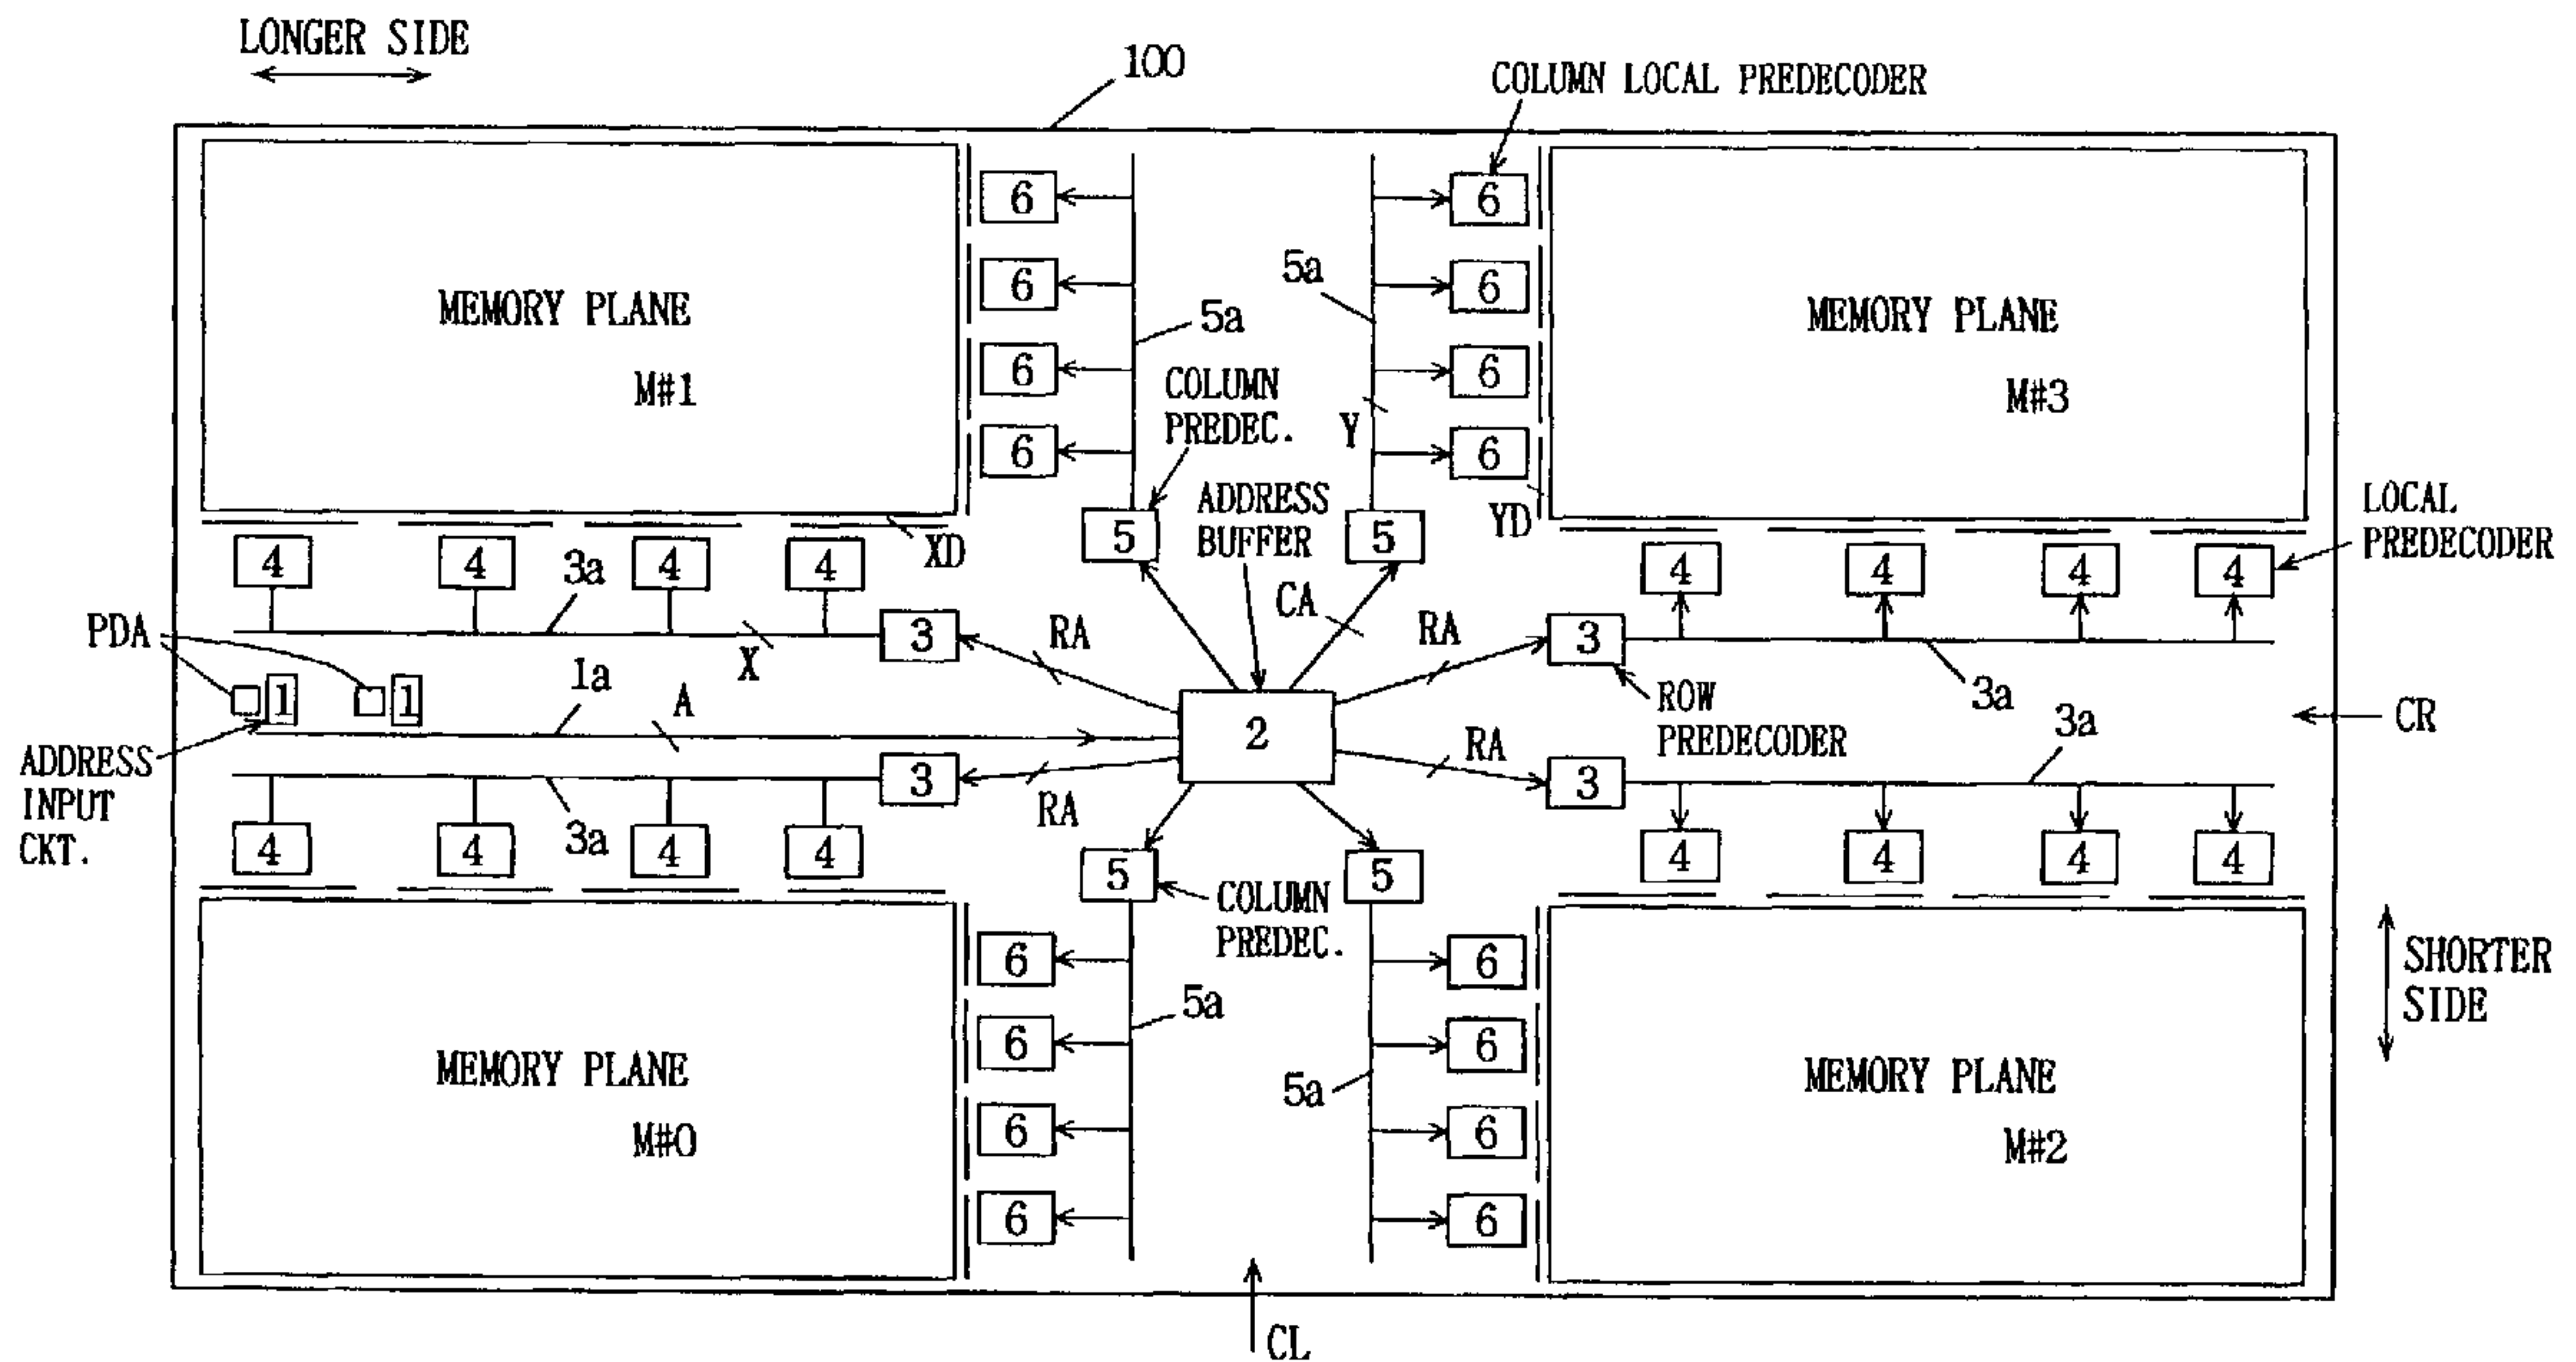 LONGER SIDE
100
COLUMN LOCAL PREDECODER
6
6
6
6
6
6
6
6
MEMORY PLANE
M#1
MEMORY PLANE
M#3
5a
5a
COLUMN
PREDEC.
Y
ADDRESS
BUFFER
YD
XD
LOCAL
PREDECODER
5
5
4
4
4
4
3a
4
4
4
4
CA
PDA
X
3
RA
RA
3
1
1
1a
A
2
ROW
PREDECODER
3a
3a
CR
ADDRESS
INPUT
CKT.
3
RA
RA
3
3a
4
4
4
4
4
4
4
4
5
5
COLUMN
PREDEC.
SHORTER
SIDE
6
6
6
6
6
6
6
6
5a
5a
MEMORY PLANE
M#0
MEMORY PLANE
M#2
CL